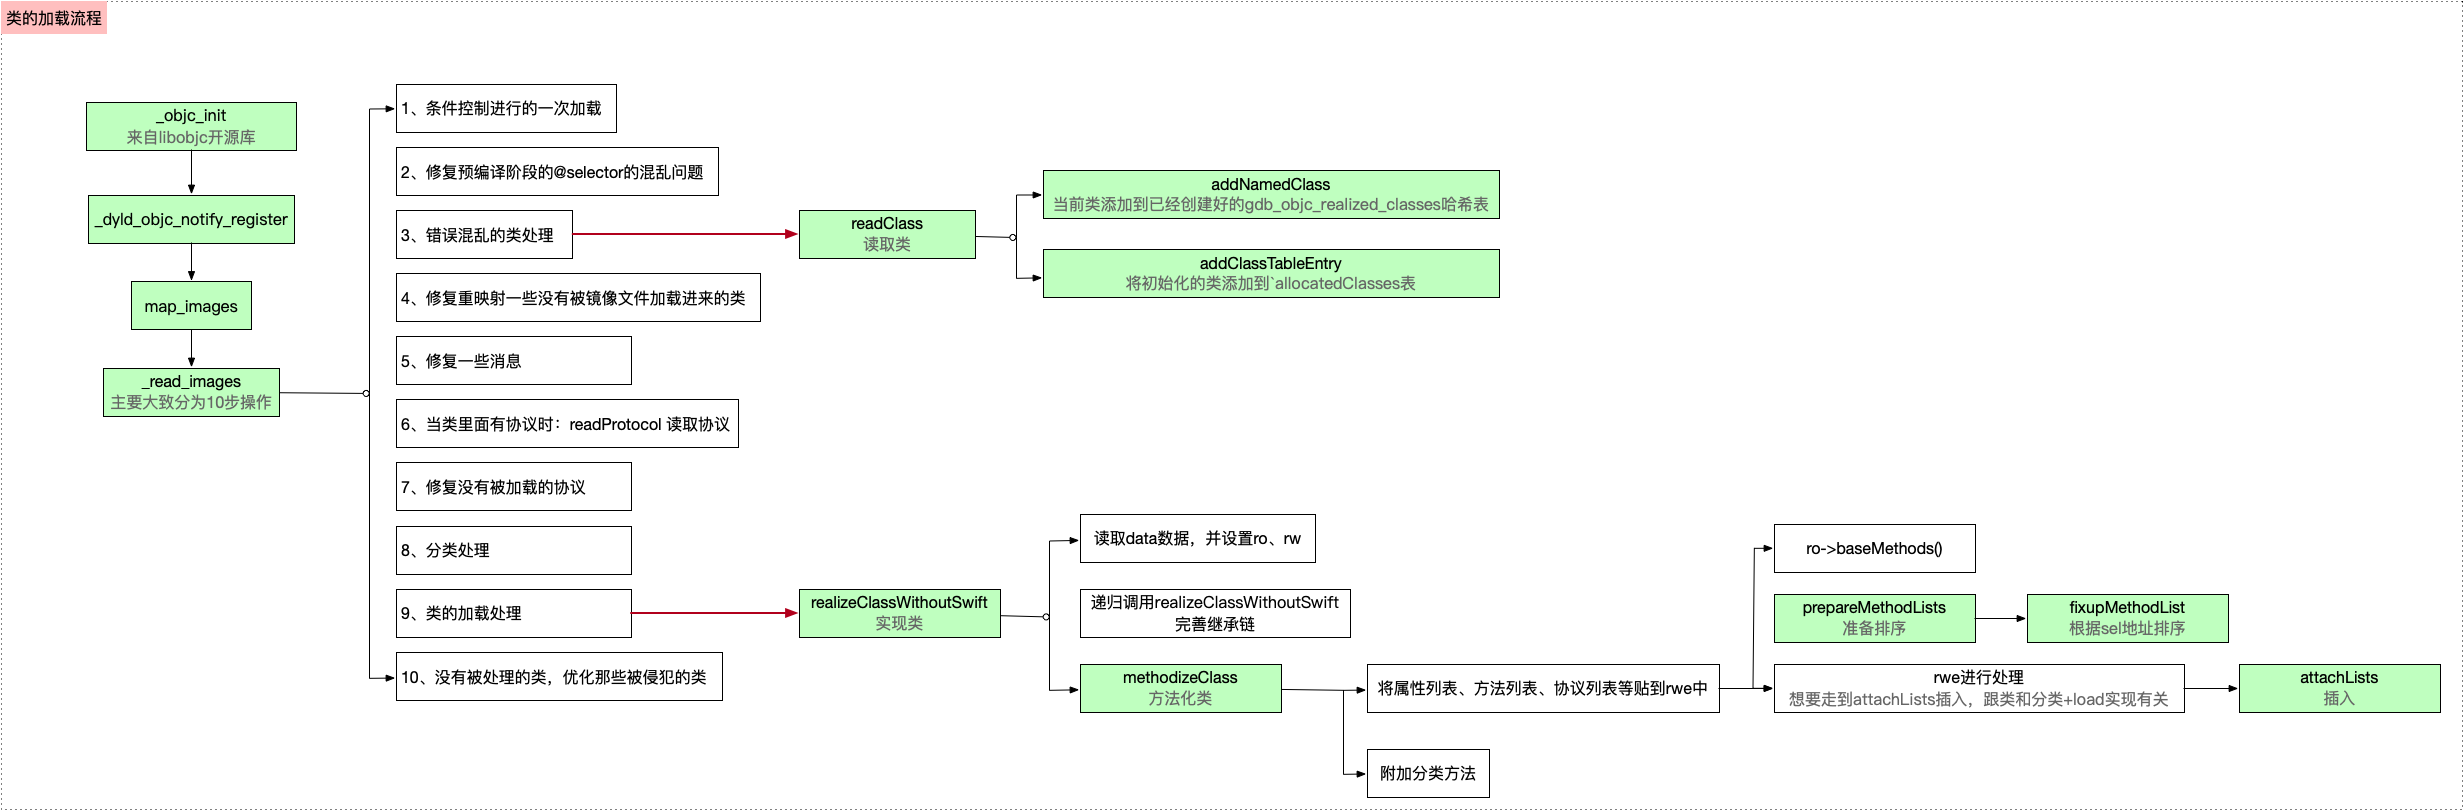 类的加载流程
_objc_init
来自libobjc开源库
_dyld_objc_notify_register
map_images
_read_images
主要大致分为10步操作
1、条件控制进行的一次加载
2、修复预编译阶段的@selector的混乱问题
3、错误混乱的类处理
4、修复重映射一些没有被镜像文件加载进来的类
5、修复一些消息
6、当类里面有协议时：readProtocol 读取协议
7、修复没有被加载的协议
8、分类处理
9、类的加载处理
10、没有被处理的类，优化那些被侵犯的类
readClass
读取类
addNamedClass
当前类添加到已经创建好的gdb_objc_realized_classes哈希表
addClassTableEntry
将初始化的类添加到`allocatedClasses表
realizeClassWithoutSwift
实现类
读取data数据，并设置ro、rw
递归调用realizeClassWithoutSwift
完善继承链
methodizeClass
方法化类
将属性列表、方法列表、协议列表等贴到rwe中
附加分类方法
ro->baseMethods()
prepareMethodLists
准备排序
fixupMethodList
根据sel地址排序
rwe进行处理
想要走到attachLists插入，跟类和分类+load实现有关
attachLists
插入